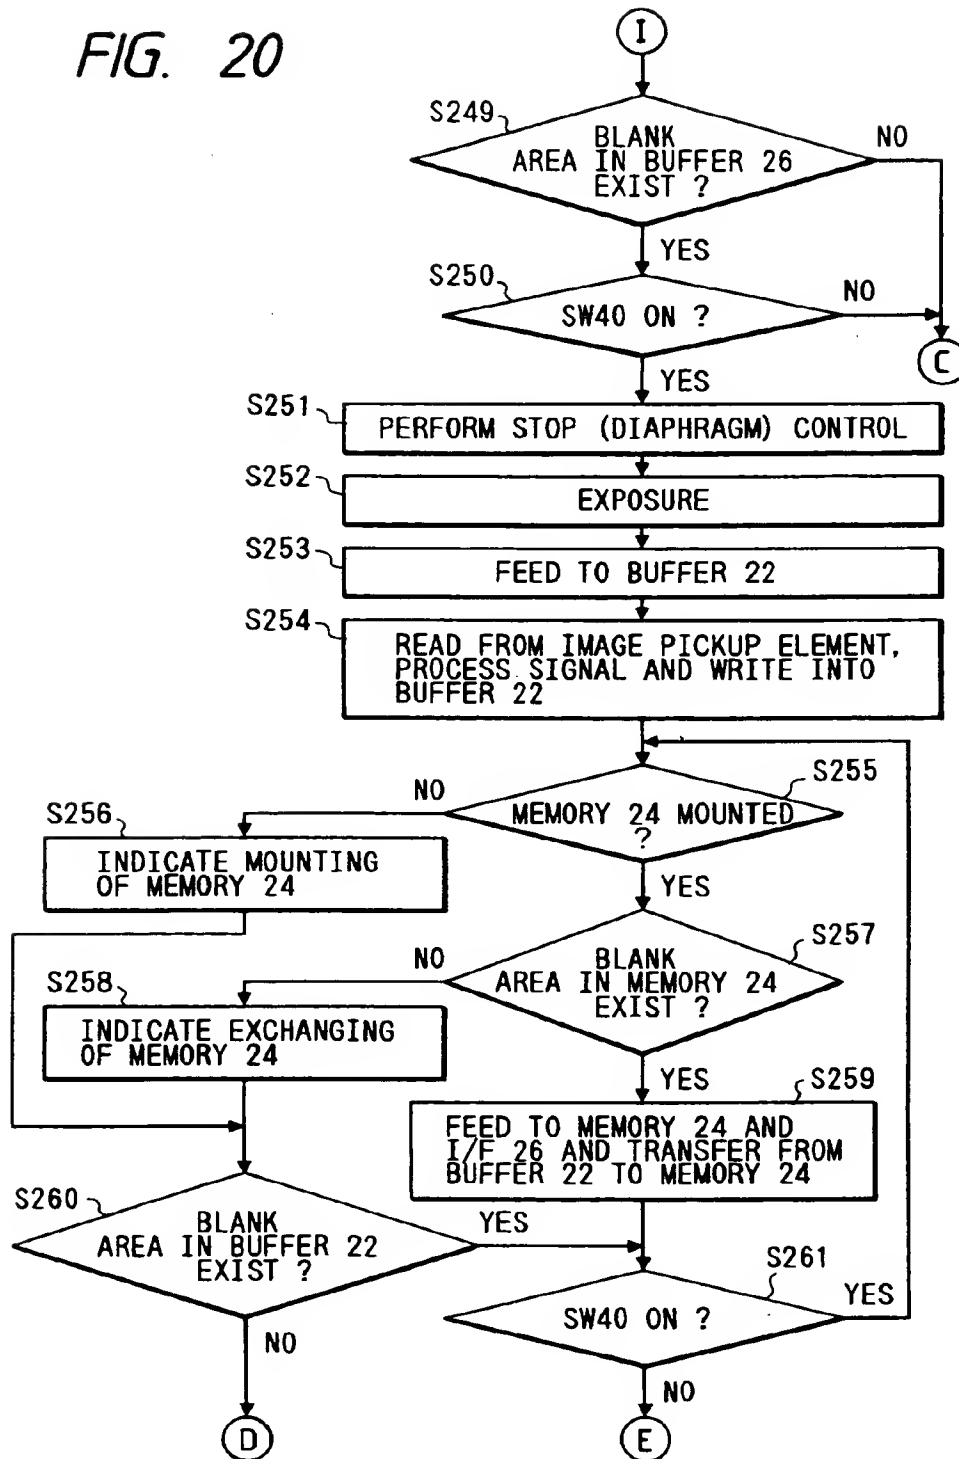 FIG. 20
I
S249
BLANK
AREA IN BUFFER 26
EXIST ?
NO
YES
S250
SW40 ON ?
NO
C
YES
S251
PERFORM STOP (DIAPHRAGM) CONTROL
S252
EXPOSURE
S253
FEED TO BUFFER 22
S254
READ FROM IMAGE PICKUP ELEMENT,
PROCESS SIGNAL AND WRITE INTO
BUFFER 22
S255
NO
MEMORY 24 MOUNTED
?
S256
INDICATE MOUNTING
OF MEMORY 24
YES
S257
NO
BLANK
AREA IN MEMORY 24
EXIST ?
S258
INDICATE EXCHANGING
OF MEMORY 24
YES
S259
FEED TO MEMORY 24 AND
I/F 26 AND TRANSFER FROM
BUFFER 22 TO MEMORY 24
S260
BLANK
AREA IN BUFFER 22
EXIST ?
YES
S261
SW40 ON ?
YES
NO
NO
D
E